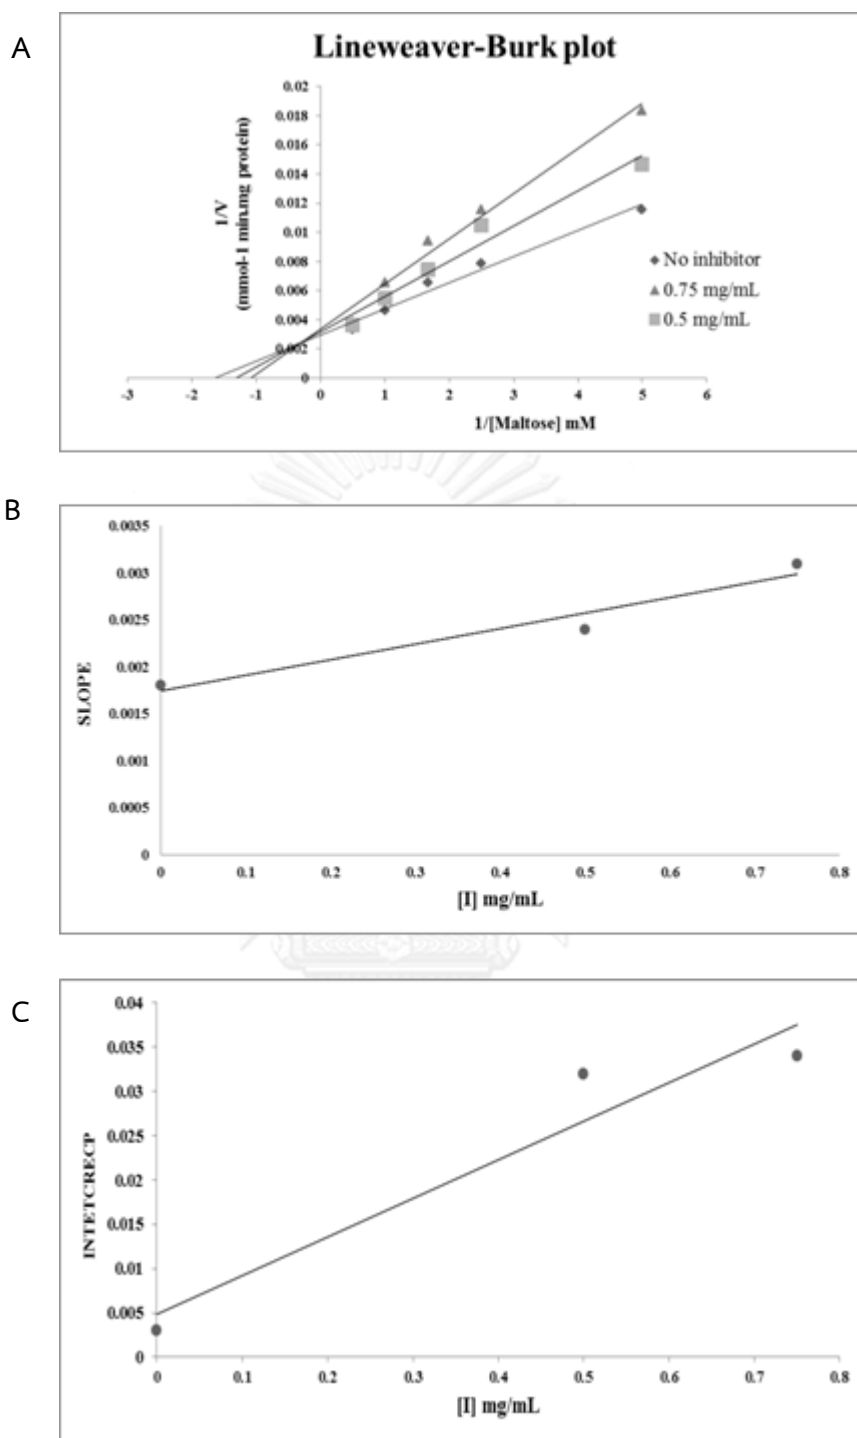 A
Lineweaver-Burk plot
0.02
0.018
0.016
0.014
0.012
0.01
0.008
0.006
0.004
0.002
0
1/V
(mmol-1 min.mg protein)
No inhibitor
0.75 mg/mL
0.5 mg/mL
-3 -2 -1 0 1 2 3 4 5 6
1/[Maltose] mM
B
0.0035
0.003
0.0025
0.002
0.0015
0.001
0.0005
0
SLOPE
0 0.1 0.2 0.3 0.4 0.5 0.6 0.7 0.8
[I] mg/mL
C
0.04
0.035
0.03
0.025
0.02
0.015
0.01
0.005
0
INTETCRECP
0 0.1 0.2 0.3 0.4 0.5 0.6 0.7 0.8
[I] mg/mL